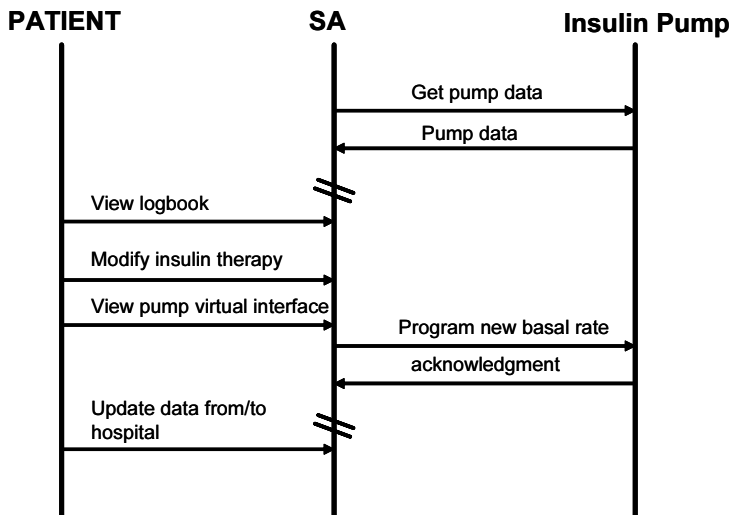 PATIENT
SA
Insulin Pump
Get pump data
Pump data
View logbook
Modify insulin therapy
View pump virtual interface
Program new basal rate
acknowledgment
Update data from/to
hospital